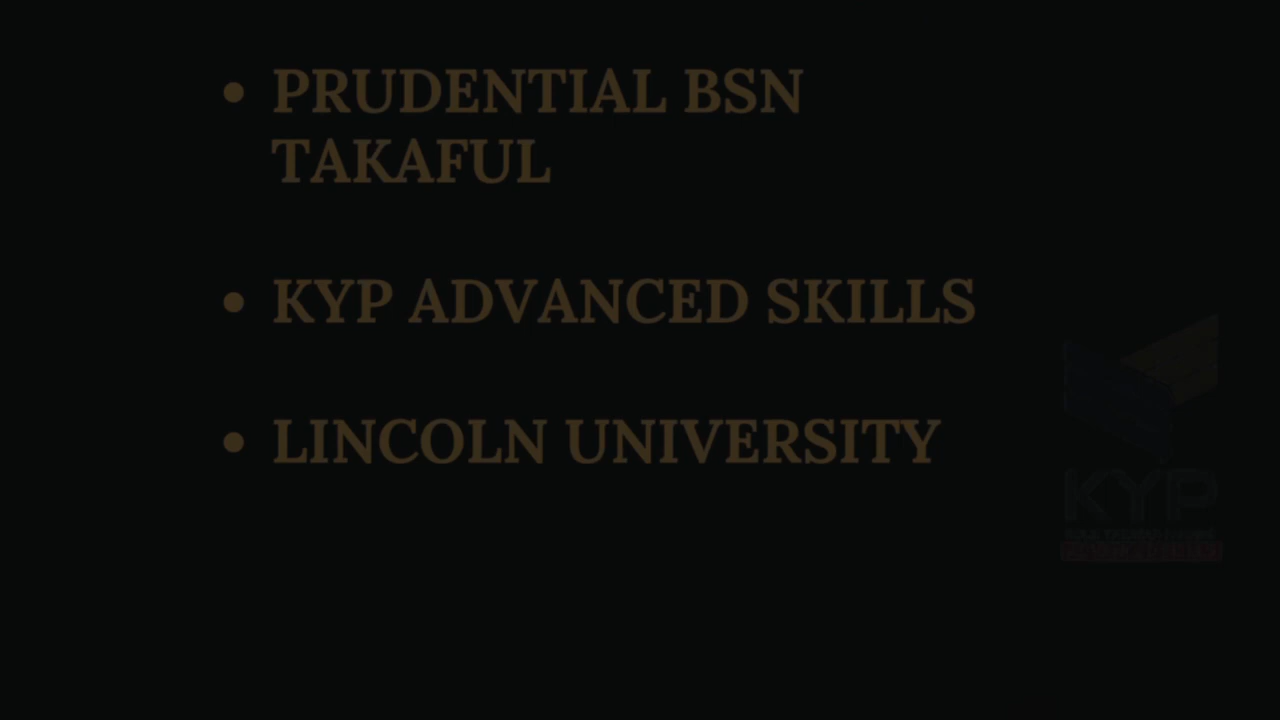 • PRUDENTIAL BSN
TAKAFUL
• KYP ADVANCED SKILLS
• LINCOLN UNIVERSITY
KYP